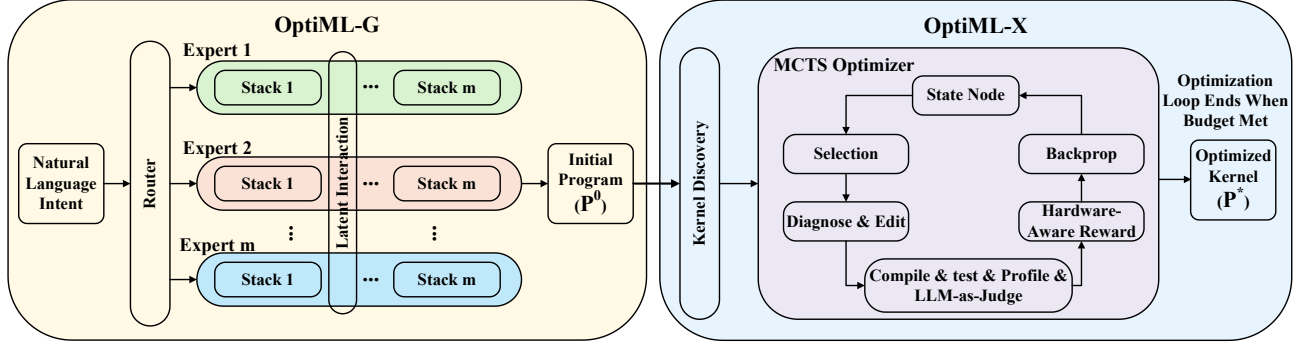 OptiML-G
Expert 1
Stack 1
...
Stack m
Expert 2
Stack 1
...
Stack m
...
...
Expert m
Stack 1
...
Stack m
Natural
Language
Intent
Router
Latent Interaction
Initial
Program
(P^0)
OptiML-X
Kernel Discovery
MCTS Optimizer
State Node
Selection
Diagnose & Edit
Compile & test & Profile &
LLM-as-Judge
Hardware-
Aware Reward
Backprop
Optimization
Loop Ends When
Budget Met
Optimized
Kernel
(P^*)